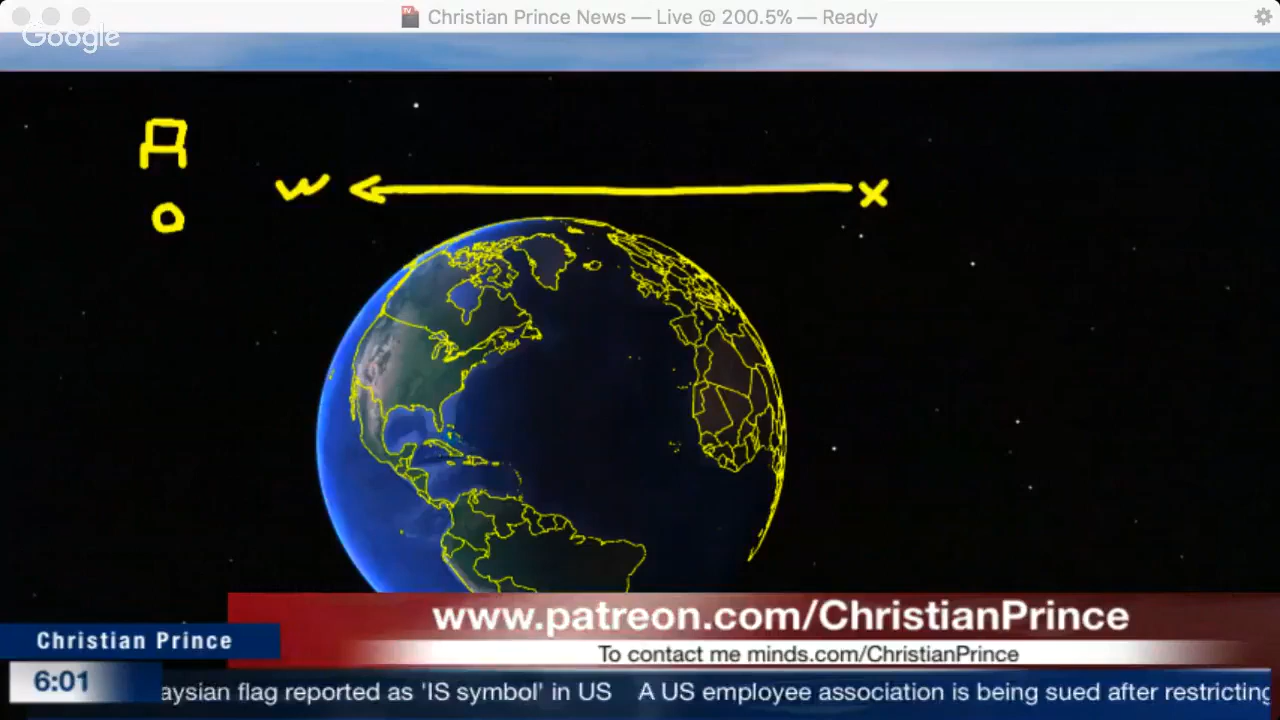 Christian Prince News — Live @ 200.5% — Ready
Google
W X
www.patreon.com/ChristianPrince
To contact me minds.com/ChristianPrince
Christian Prince
6:01
aysian flag reported as 'IS symbol' in US A US employee association is being sued after restricting